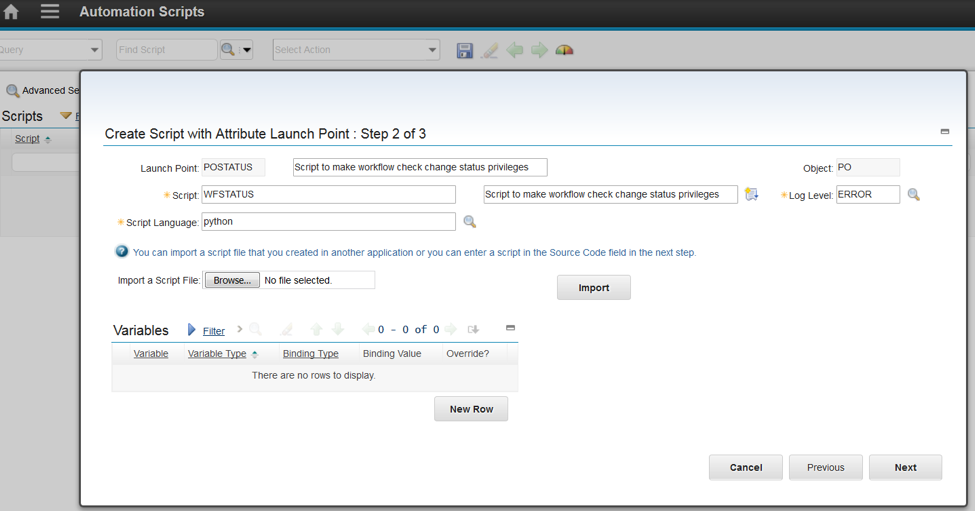 Automation Scripts
Query Find Script Select Action
Advanced Se
Scripts F
Script
Create Script with Attribute Launch Point : Step 2 of 3
Launch Point: POSTATUS Script to make workflow check change status privileges Object: PO
*Script: WFSTATUS Script to make workflow check change status privileges *Log Level: ERROR
*Script Language: python
? You can import a script file that you created in another application or you can enter a script in the Source Code field in the next step.
Import a Script File: Browse... No file selected. Import
Variables Filter 0 - 0 of 0
Variable Variable Type Binding Type Binding Value Override?
There are no rows to display.
New Row
Cancel Previous Next